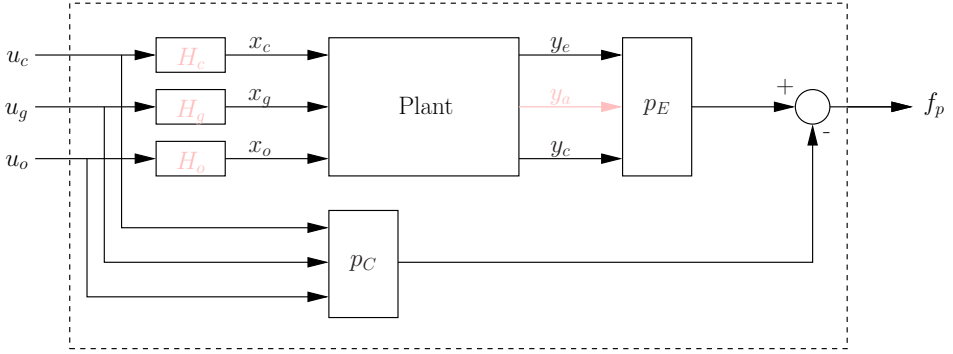 u_c H_c x_c y_e
u_g H_g x_g Plant y_a p_E + f_p
u_o H_o x_o y_c -
p_C